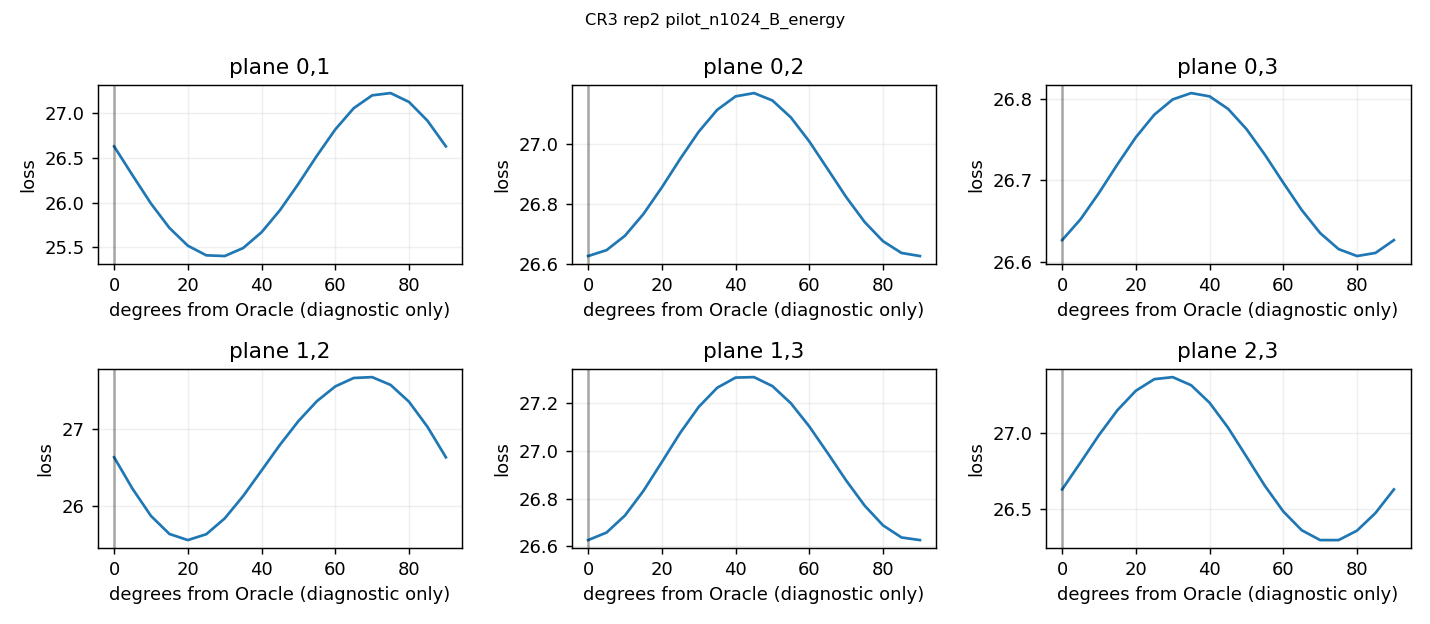 CR3 rep2 pilot_n1024_B_energy
plane 0,1
plane 0,2
plane 0,3
27.0
26.5
26.0
25.5
loss
0 20 40 60 80
degrees from Oracle (diagnostic only)
27.0
26.8
26.6
loss
0 20 40 60 80
degrees from Oracle (diagnostic only)
26.8
26.7
26.6
loss
0 20 40 60 80
degrees from Oracle (diagnostic only)
plane 1,2
plane 1,3
plane 2,3
27
26
loss
0 20 40 60 80
degrees from Oracle (diagnostic only)
27.2
27.0
26.8
26.6
loss
0 20 40 60 80
degrees from Oracle (diagnostic only)
27.0
26.5
loss
0 20 40 60 80
degrees from Oracle (diagnostic only)